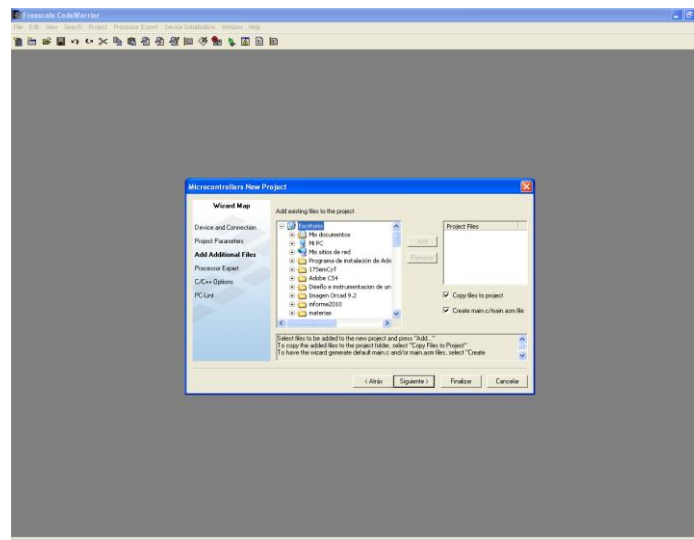 Freescale CodeWarrior
File Edit View Search Project Processor Expert Device Initialization Window Help
Microcontrollers New Project
Wizard Map
Device and Connection
Project Parameters
Add Additional Files
Processor Expert
C/C++ Options
PC-Lint
Add existing files to the project
Escritorio
Mis documentos
Mi PC
Mis sitios de red
Programa de instalación de Ado
175emCyT
Adobe CS4
Diseño e instrumentacion de un
Imagen Orcad 9.2
informe2010
materias
Add
Remove
Project Files
Copy files to project
Create main.c/main.asm file
Select files to be added to the new project and press "Add..."
To copy the added files to the project folder, select "Copy Files to Project"
To have the wizard generate default main.c and/or main.asm files, select "Create
< Atrás
Siguiente >
Finalizar
Cancelar